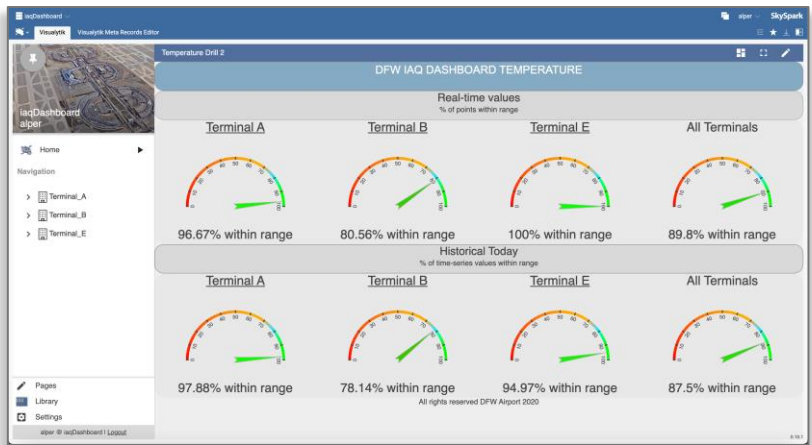 iaqDashboard
alper
SkySpark
Visualytik
Visualytik Meta Records Editor
iaqDashboard
alper
Home
Navigation
Terminal_A
Terminal_B
Terminal_E
Pages
Library
Settings
alper @ iaqDashboard | Logout
Temperature Drill 2
DFW IAQ DASHBOARD TEMPERATURE
Real-time values
% of points within range
Terminal A Terminal B Terminal E All Terminals
96.67% within range 80.56% within range 100% within range 89.8% within range
Historical Today
% of time-series values within range
Terminal A Terminal B Terminal E All Terminals
97.88% within range 78.14% within range 94.97% within range 87.5% within range
All rights reserved DFW Airport 2020